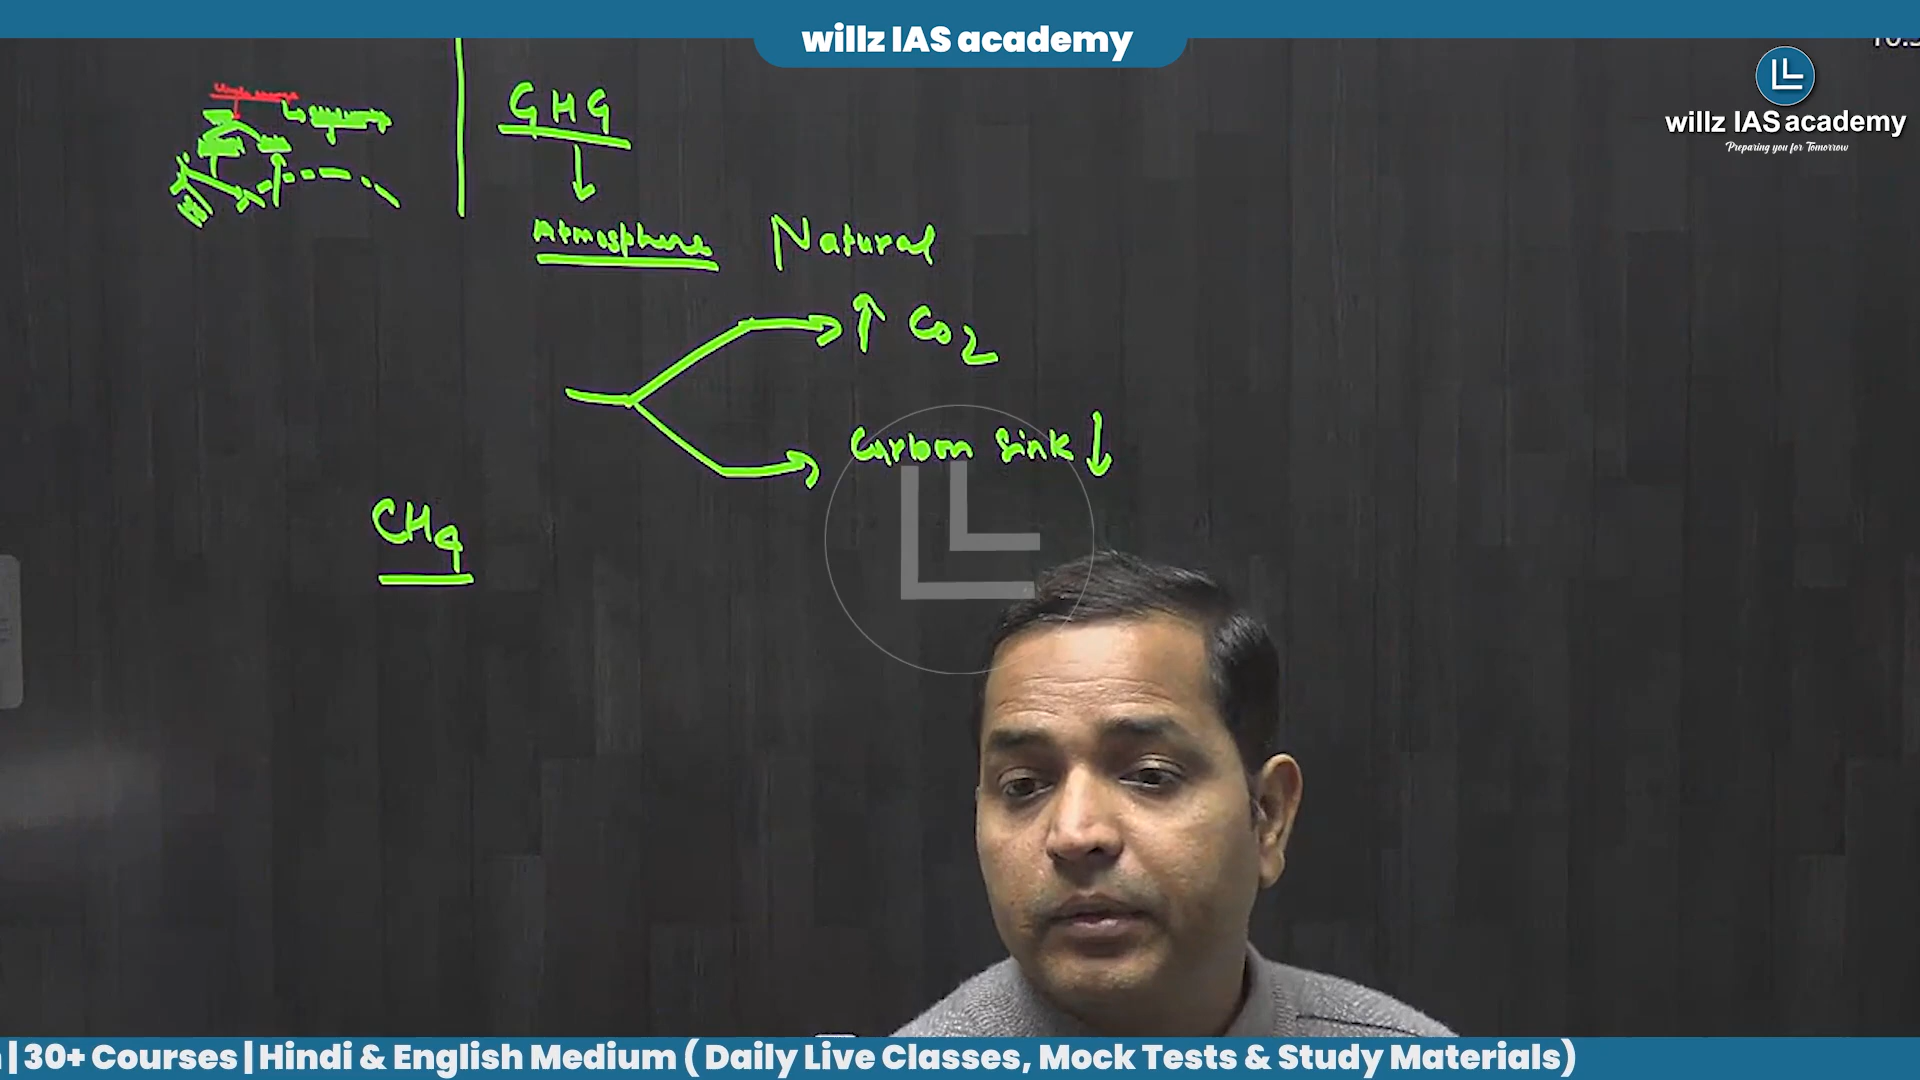 willz IAS academy
willz IAS academy
Preparing you for Tomorrow
GHG
Atmosphere Natural
↑ CO2
Carbon Sink ↓
CH4
| 30+ Courses | Hindi & English Medium ( Daily Live Classes, Mock Tests & Study Materials)